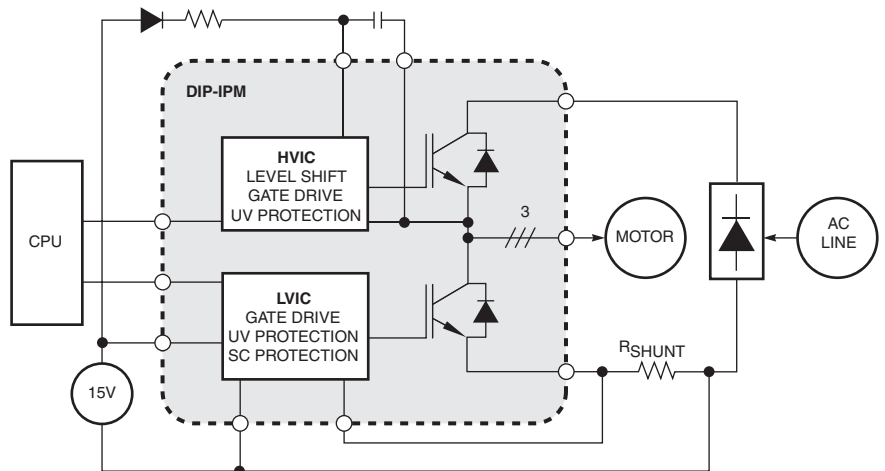 DIP-IPM
HVIC
LEVEL SHIFT
GATE DRIVE
UV PROTECTION
CPU
3
MOTOR
AC
LINE
LVIC
GATE DRIVE
UV PROTECTION
SC PROTECTION
RSHUNT
15V